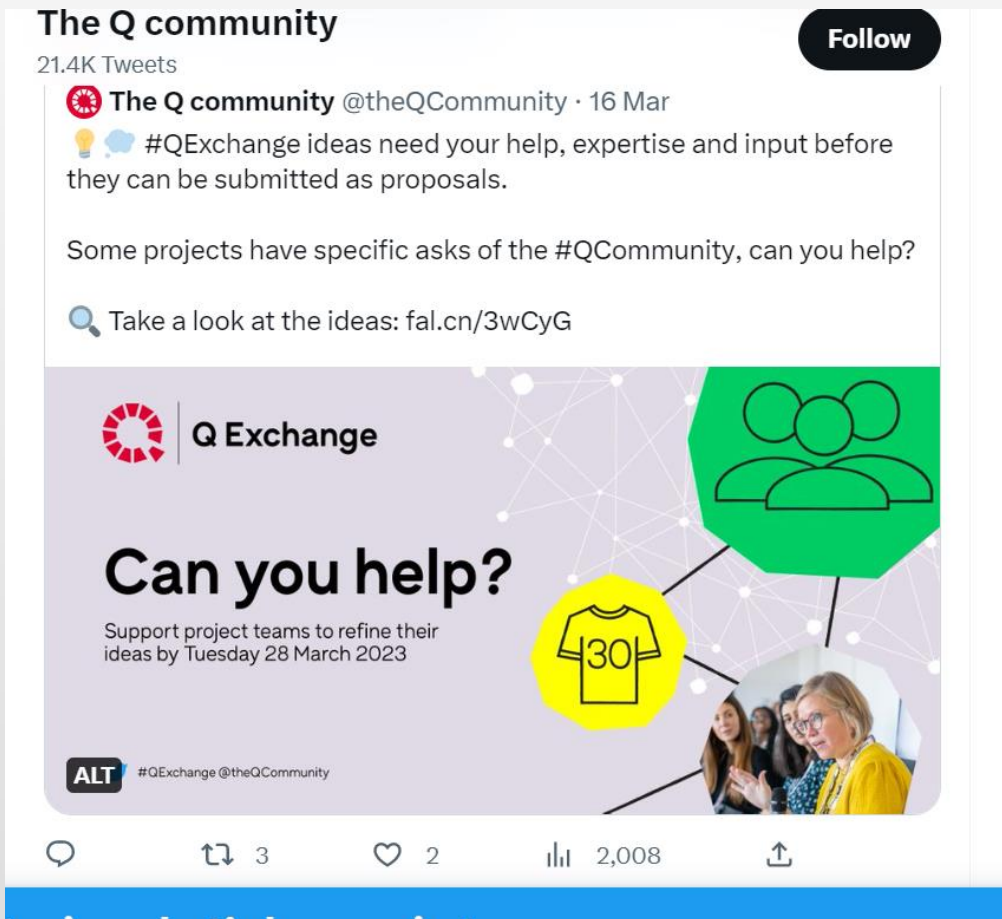 The Q community
Follow
21.4K Tweets
The Q community @theQCommunity · 16 Mar
#QExchange ideas need your help, expertise and input before
they can be submitted as proposals.
Some projects have specific asks of the #QCommunity, can you help?
Take a look at the ideas: fal.cn/3wCyG
Q Exchange
Can you help?
Support project teams to refine their
ideas by Tuesday 28 March 2023
30
ALT
#QExchange @theQCommunity
3
2
2,008